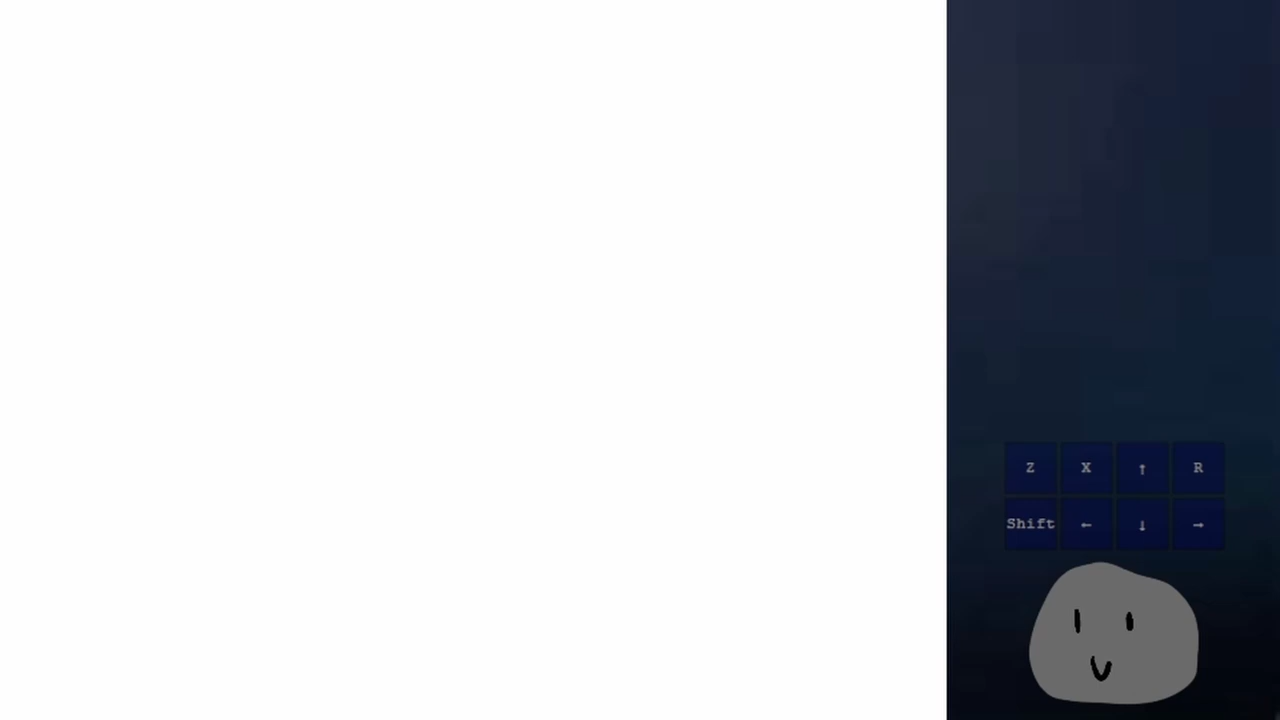 Z X ↑ R
Shift ← ↓ →